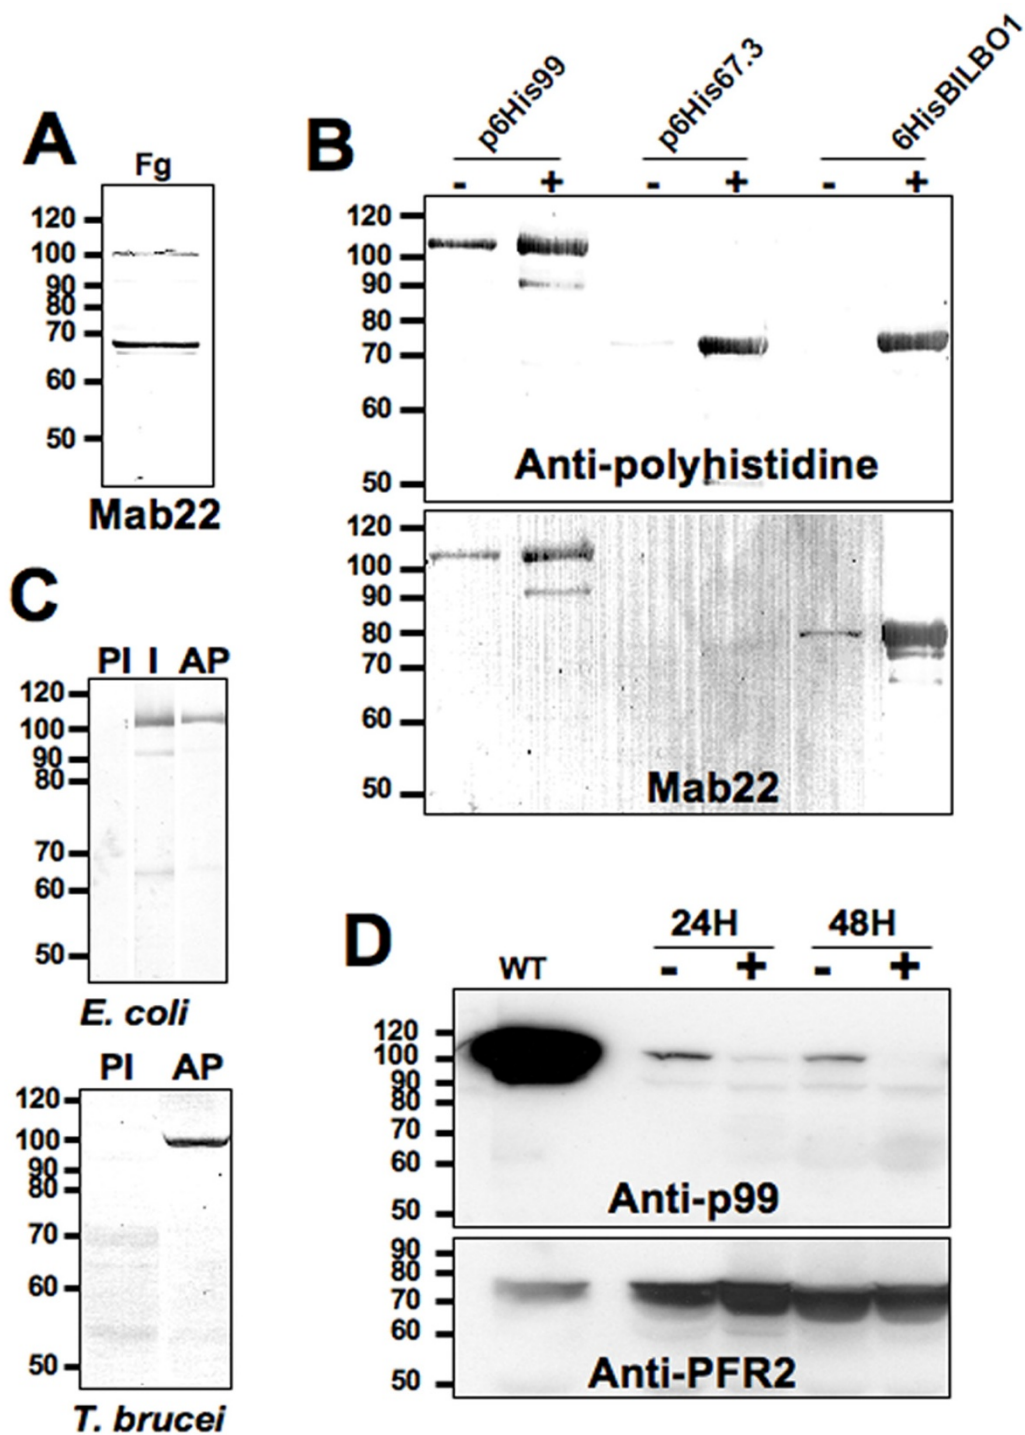 A
Fg
120
100
90
80
70
60
50
Mab22
B
p6His99
p6His67.3
6HisBILBO1
- + - + - +
120
100
90
80
70
60
50
Anti-polyhistidine
120
100
90
80
70
60
50
Mab22
C
PI I AP
120
100
90
80
70
60
50
E. coli
PI AP
120
100
90
80
70
60
50
T. brucei
D
24H 48H
WT - + - +
120
100
90
80
70
60
50
Anti-p99
90
80
70
60
50
Anti-PFR2